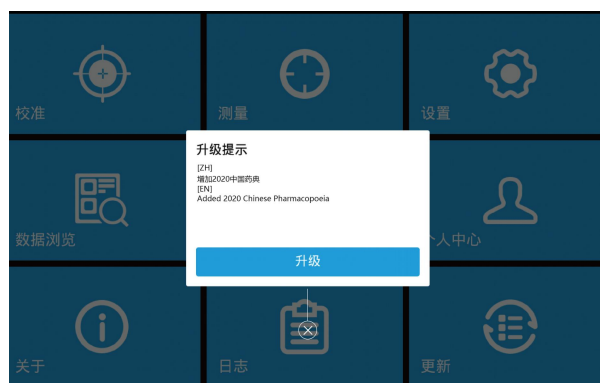 校准
测量
设置
升级提示
[ZH]
增加2020中国药典
[EN]
Added 2020 Chinese Pharmacopoeia
升级
数据浏览
个人中心
关于
日志
更新